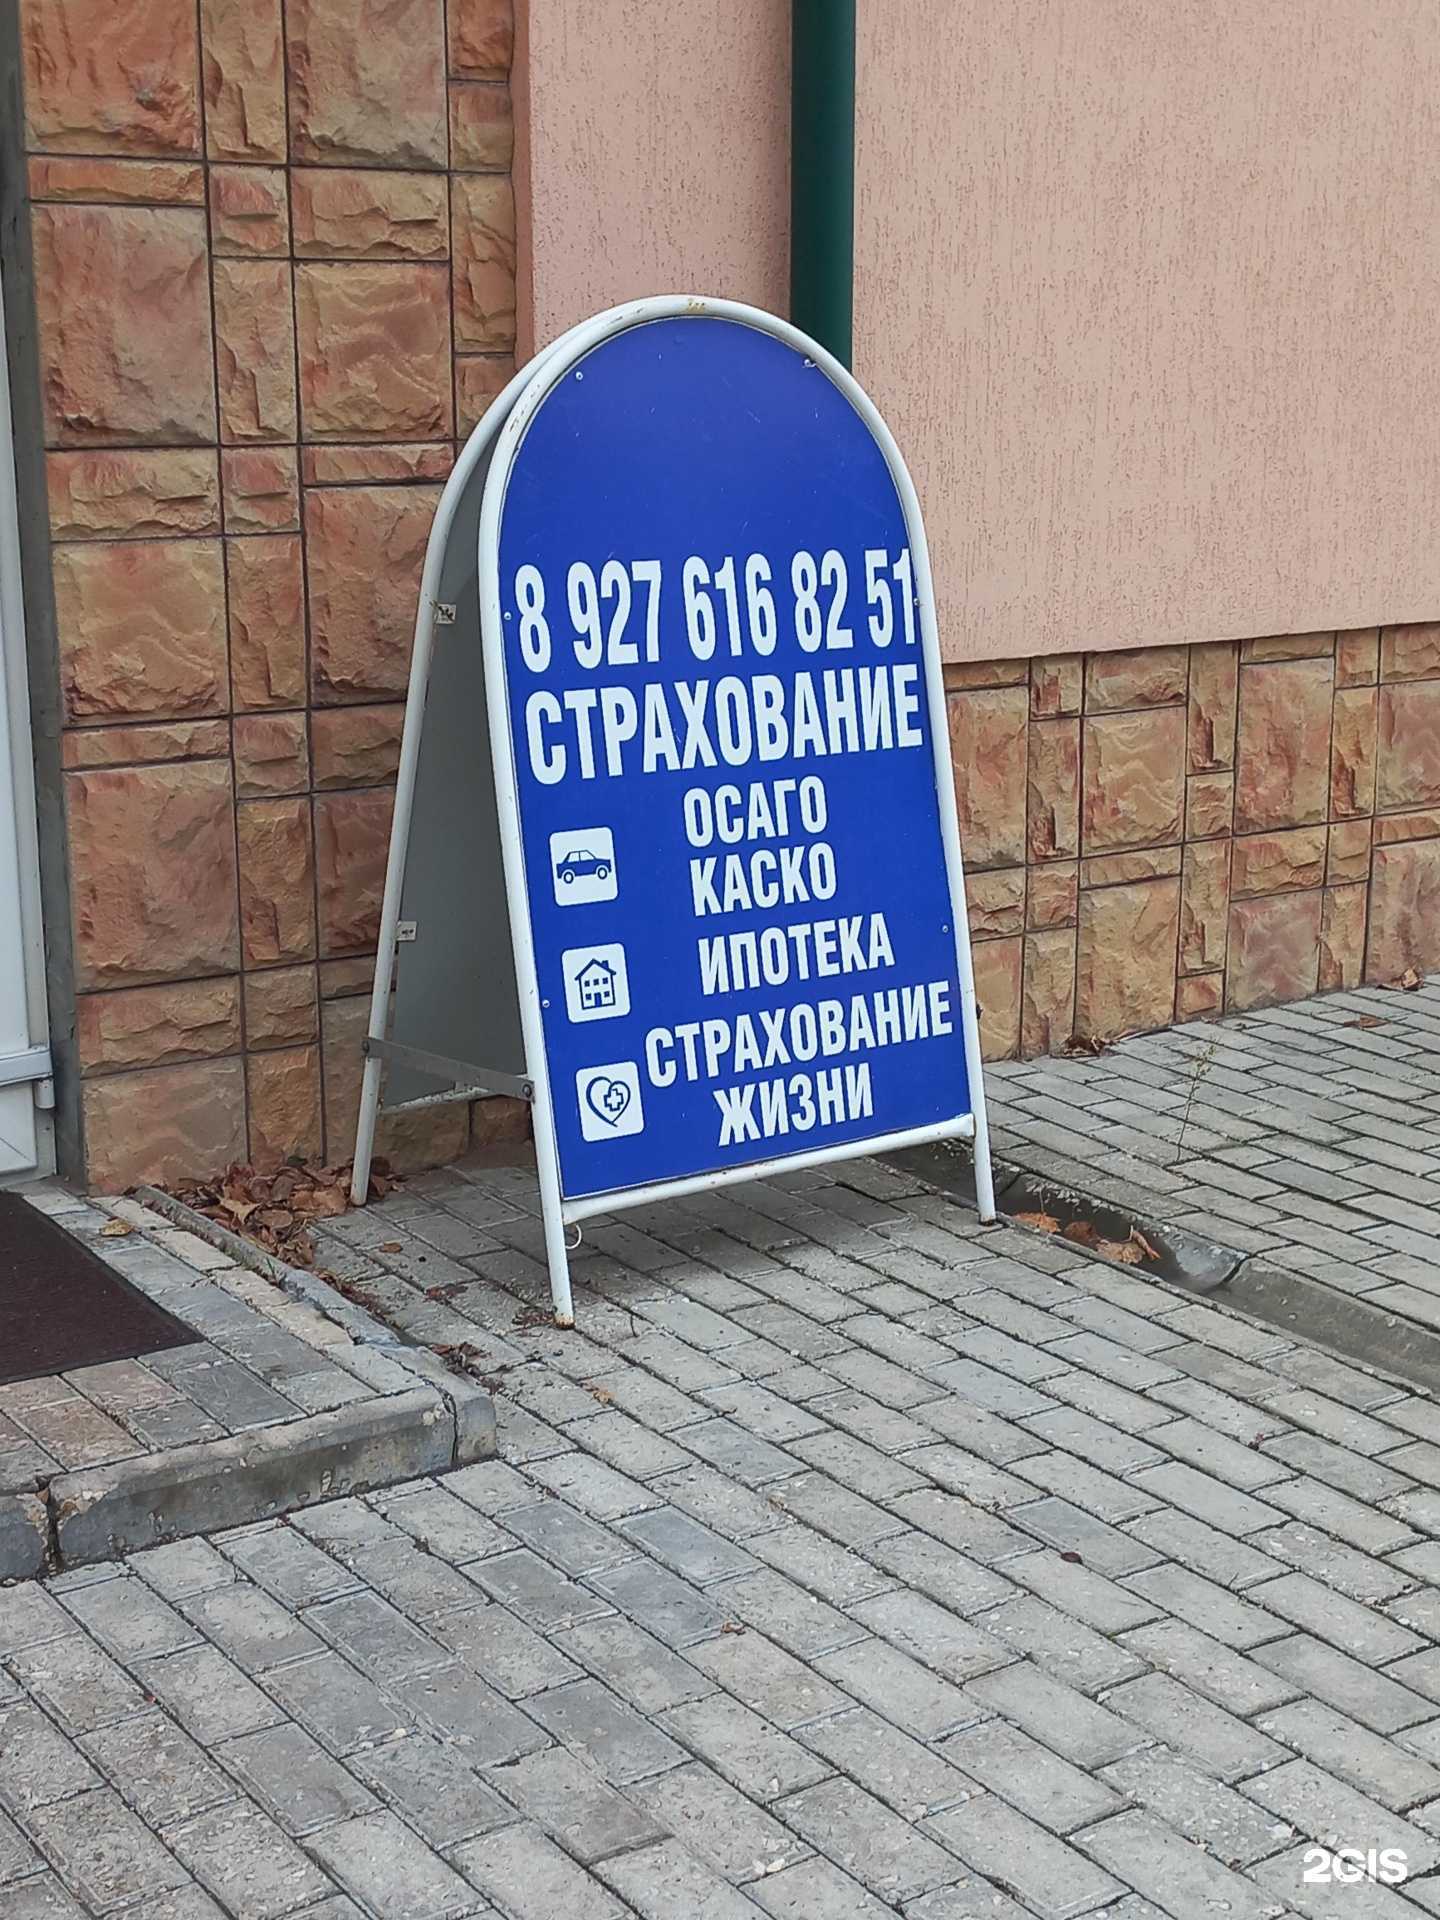 8 927 616 82 51
СТРАХОВАНИЕ
ОСАГО
КАСКО
ИПОТЕКА
СТРАХОВАНИЕ
ЖИЗНИ
2GIS